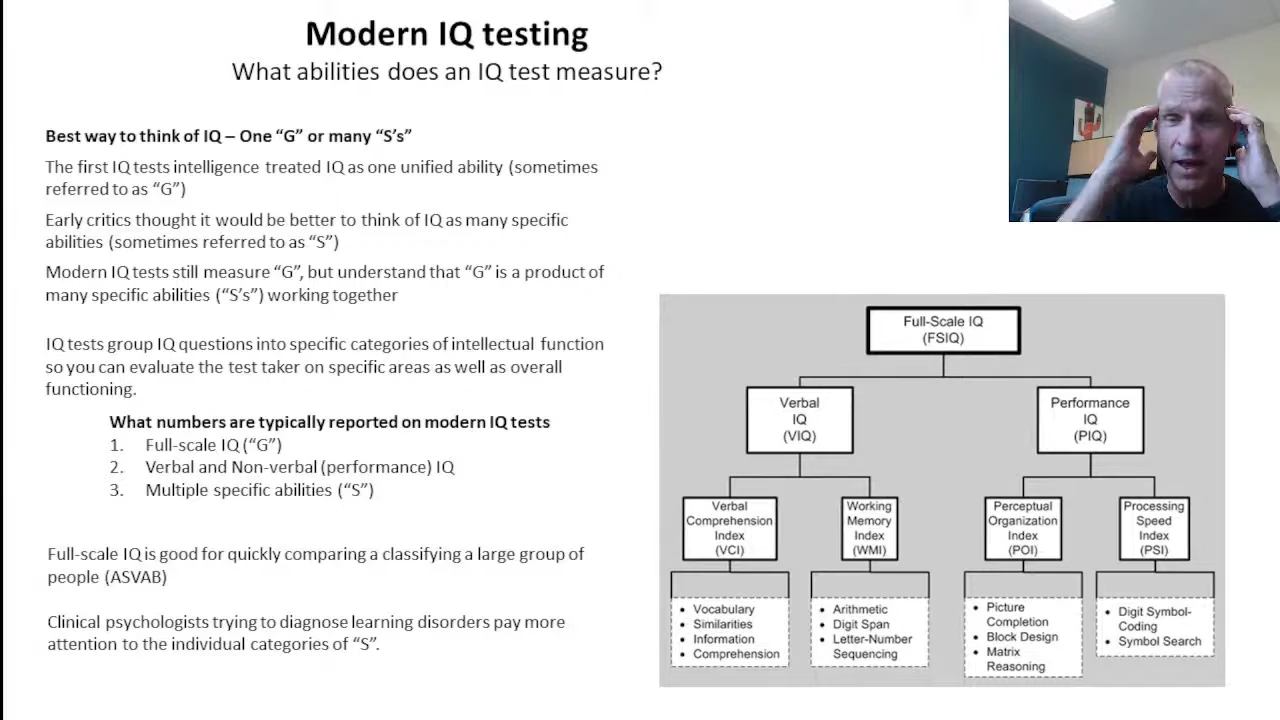 Modern IQ testing
What abilities does an IQ test measure?
Best way to think of IQ – One “G” or many “S’s”
The first IQ tests intelligence treated IQ as one unified ability (sometimes
referred to as “G”)
Early critics thought it would be better to think of IQ as many specific
abilities (sometimes referred to as “S”)
Modern IQ tests still measure “G”, but understand that “G” is a product of
many specific abilities (“S’s”) working together
IQ tests group IQ questions into specific categories of intellectual function
so you can evaluate the test taker on specific areas as well as overall
functioning.
What numbers are typically reported on modern IQ tests
1. Full-scale IQ (“G”)
2. Verbal and Non-verbal (performance) IQ
3. Multiple specific abilities (“S”)
Full-scale IQ is good for quickly comparing a classifying a large group of
people (ASVAB)
Clinical psychologists trying to diagnose learning disorders pay more
attention to the individual categories of “S”.
Full-Scale IQ
(FSIQ)
Verbal
IQ
(VIQ)
Performance
IQ
(PIQ)
Verbal
Comprehension
Index
(VCI)
Working
Memory
Index
(WMI)
Perceptual
Organization
Index
(POI)
Processing
Speed
Index
(PSI)
• Vocabulary
• Similarities
• Information
• Comprehension
• Arithmetic
• Digit Span
• Letter-Number
Sequencing
• Picture
Completion
• Block Design
• Matrix
Reasoning
• Digit Symbol-
Coding
• Symbol Search